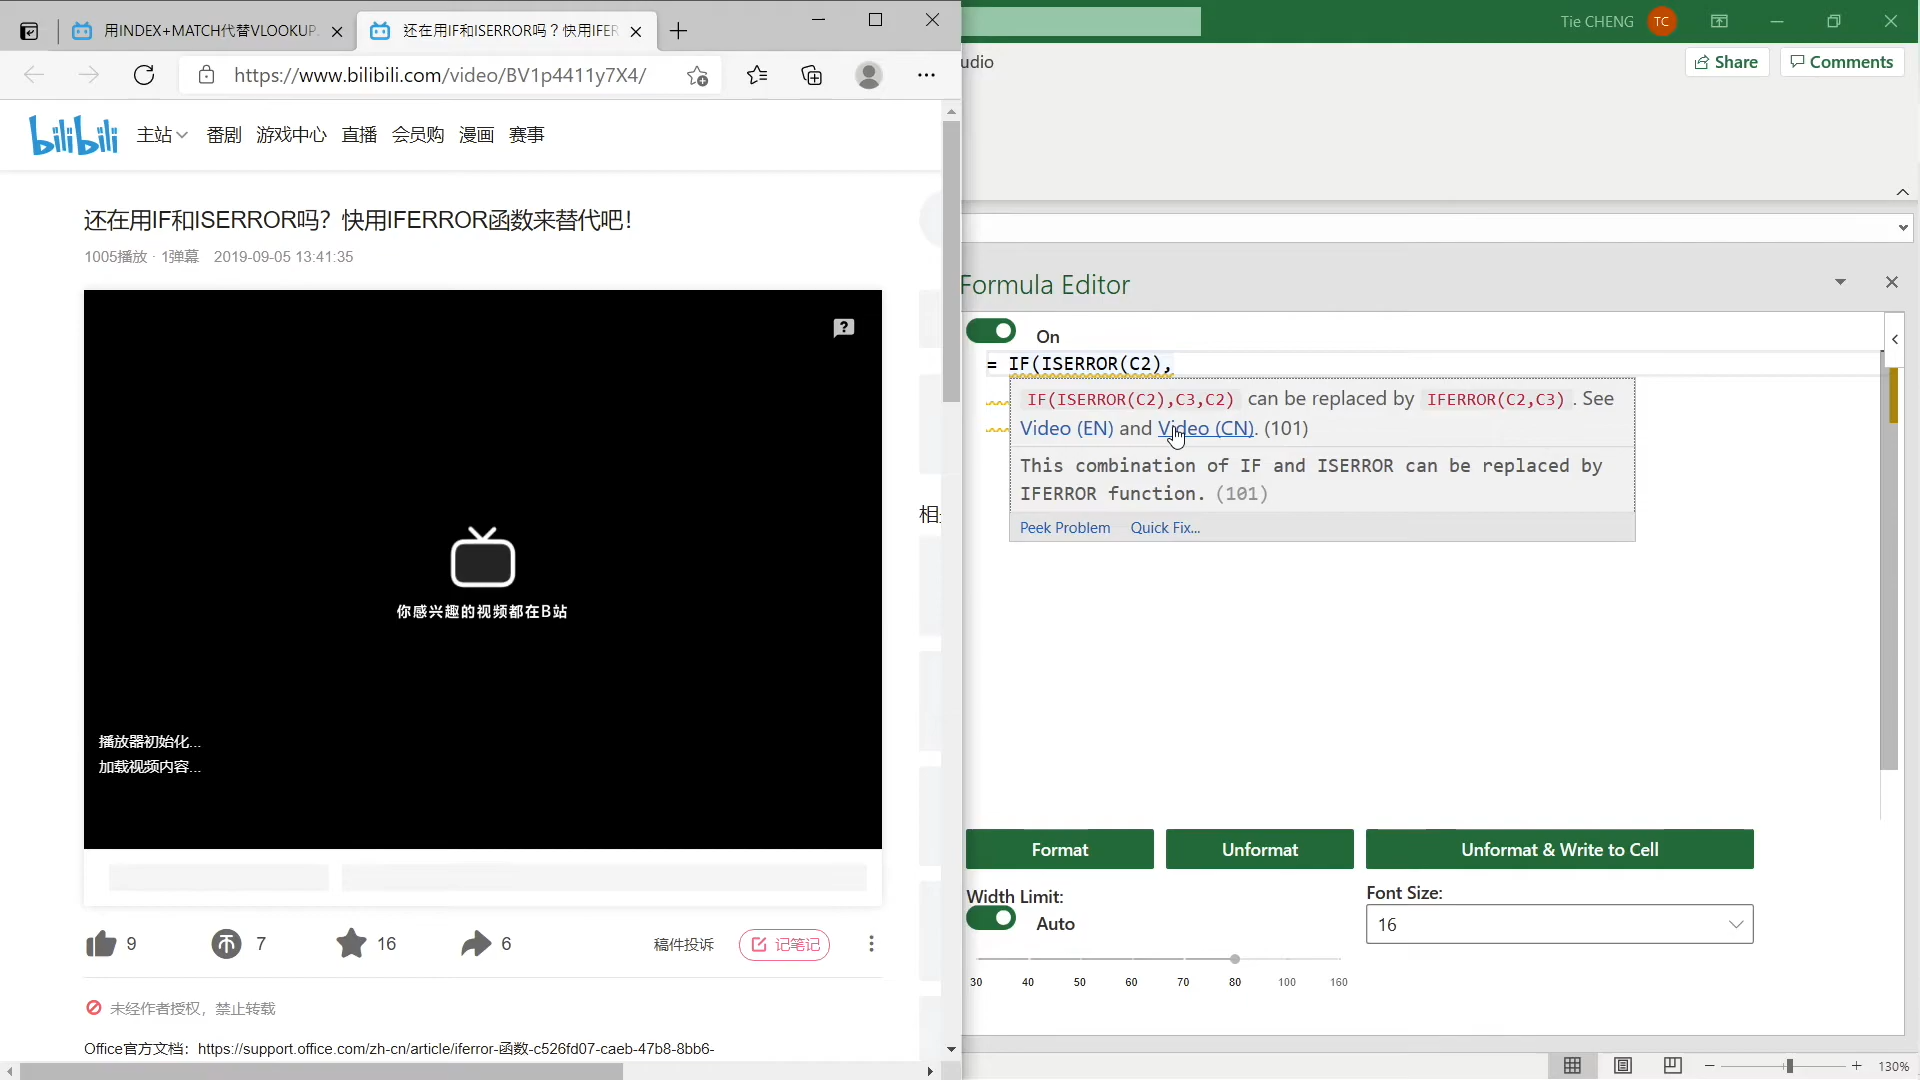 用INDEX+MATCH代替VLOOKUP
还在用IF和ISERROR吗？快用IFER
https://www.bilibili.com/video/BV1p4411y7X4/
bilibili
主站
番剧
游戏中心
直播
会员购
漫画
赛事
还在用IF和ISERROR吗？快用IFERROR函数来替代吧！
1005播放 · 1弹幕 2019-09-05 13:41:35
你感兴趣的视频都在B站
播放器初始化...
加载视频内容...
9
7
16
6
稿件投诉
记笔记
未经作者授权，禁止转载
Office官方文档：https://support.office.com/zh-cn/article/iferror-函数-c526fd07-caeb-47b8-8bb6-
Tie CHENG
TC
udio
Share
Comments
Formula Editor
On
= IF(ISERROR(C2),
IF(ISERROR(C2),C3,C2) can be replaced by IFERROR(C2,C3) . See
Video (EN) and Video (CN). (101)
This combination of IF and ISERROR can be replaced by
IFERROR function. (101)
Peek Problem Quick Fix...
Format
Unformat
Unformat & Write to Cell
Width Limit:
Auto
30 40 50 60 70 80 100 160
Font Size:
16
130%